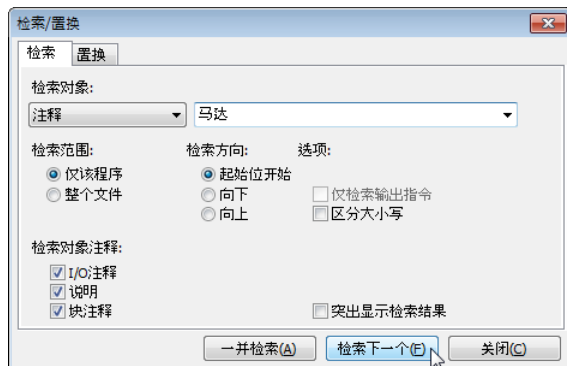 检索/置换
检索 置换
检索对象:
注释 马达
检索范围: 检索方向: 选项:
仅该程序 起始位开始
整个文件 向下 仅检索输出指令
向上 区分大小写
检索对象注释:
I/O注释
说明
块注释 突出显示检索结果
一并检索(A) 检索下一个(F) 关闭(C)